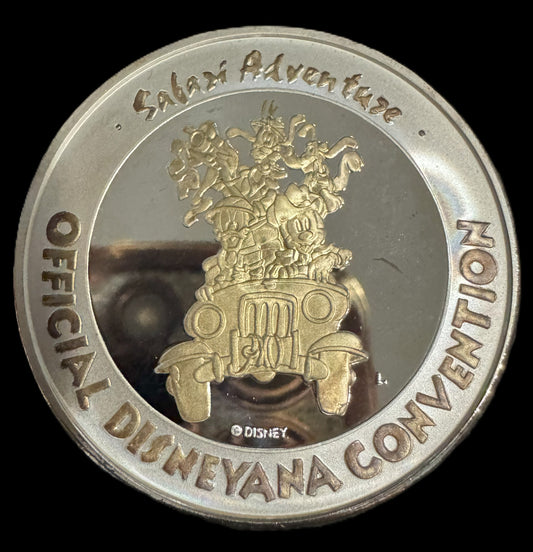 · Safari Adventure ·
OFFICIAL DISNEYANA CONVENTION
© DISNEY